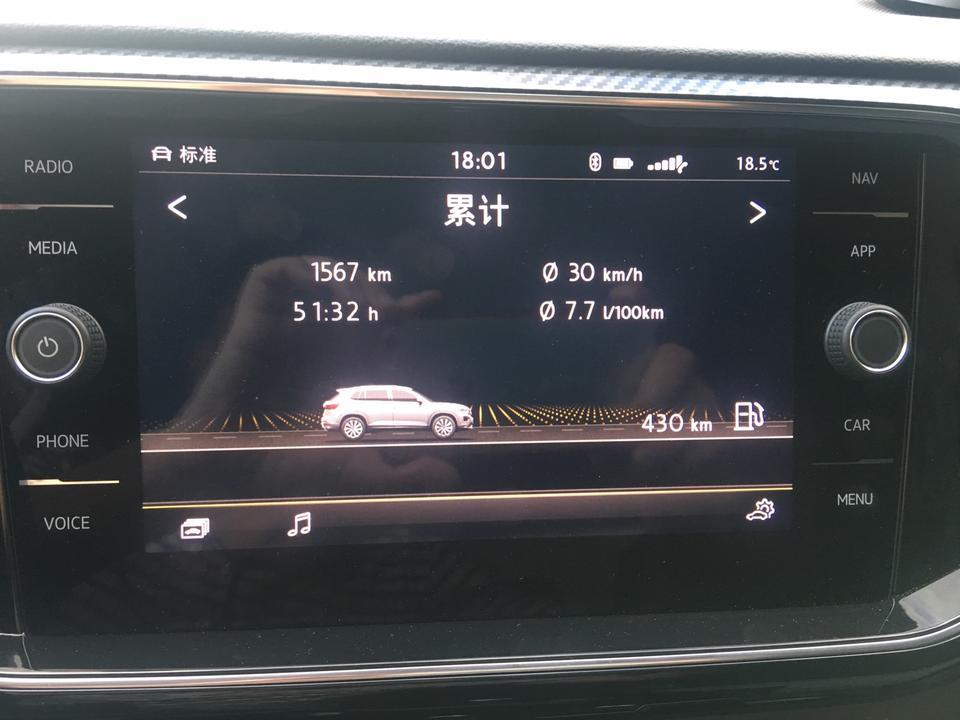 RADIO
MEDIA
PHONE
VOICE
标准
18:01
18.5℃
累计
1567 km
Ø 30 km/h
51:32 h
Ø 7.7 l/100km
430 km
NAV
APP
CAR
MENU